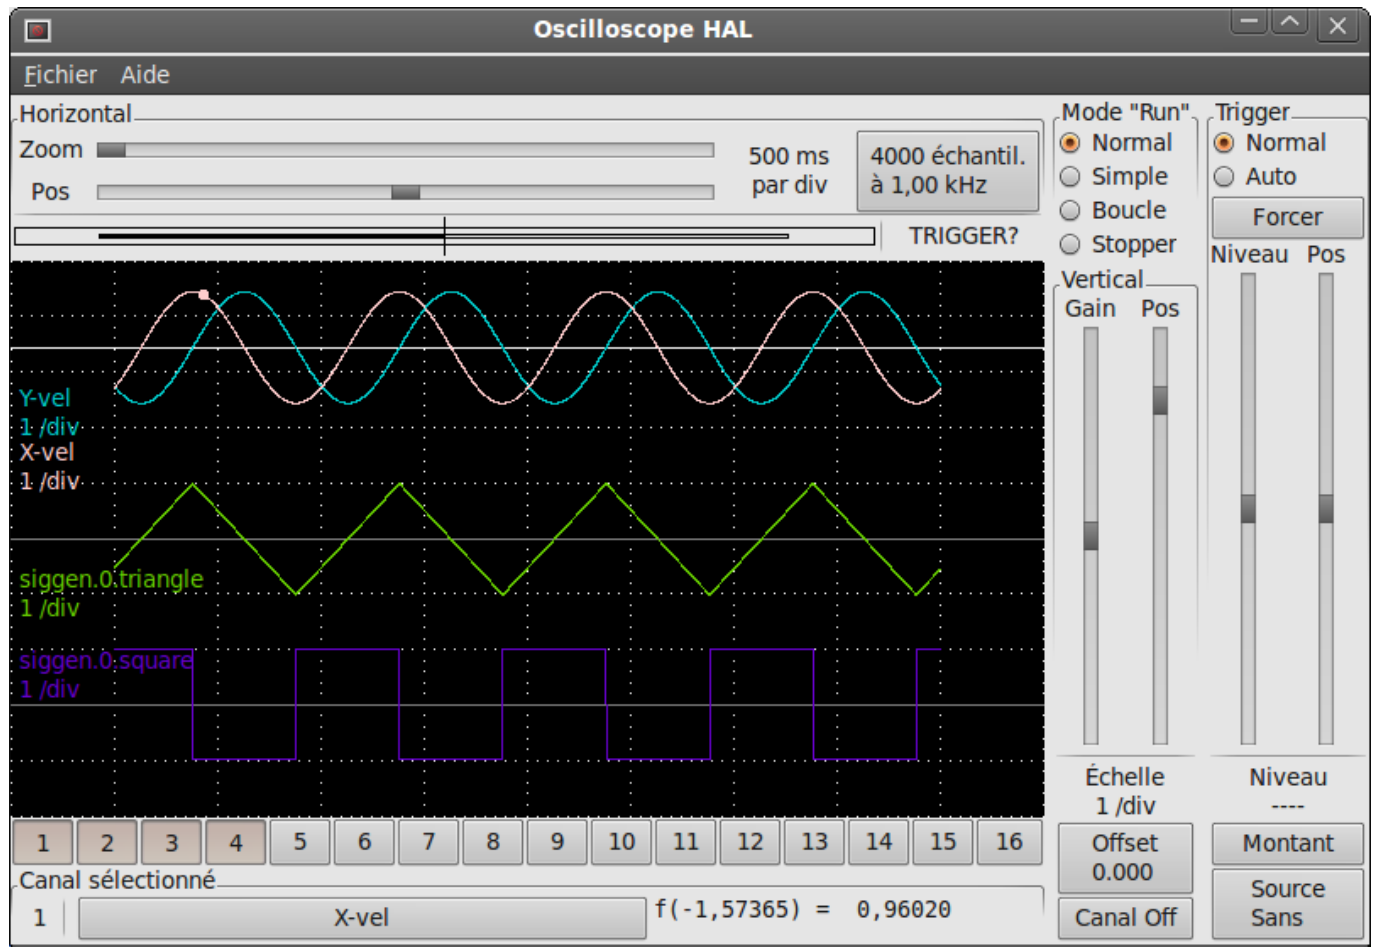 Oscilloscope HAL
Fichier Aide
Horizontal
Zoom
Pos
500 ms
par div
4000 échantil.
à 1,00 kHz
TRIGGER?
Mode "Run"
Normal
Simple
Boucle
Stopper
Trigger
Normal
Auto
Forcer
Niveau Pos
Vertical
Gain Pos
Y-vel
1 /div
X-vel
1 /div
siggen.0.triangle
1 /div
siggen.0.square
1 /div
Échelle
1 /div
Offset
0.000
Canal Off
Niveau
----
Montant
Source
Sans
1 2 3 4 5 6 7 8 9 10 11 12 13 14 15 16
Canal sélectionné
1 X-vel f(-1,57365) = 0,96020